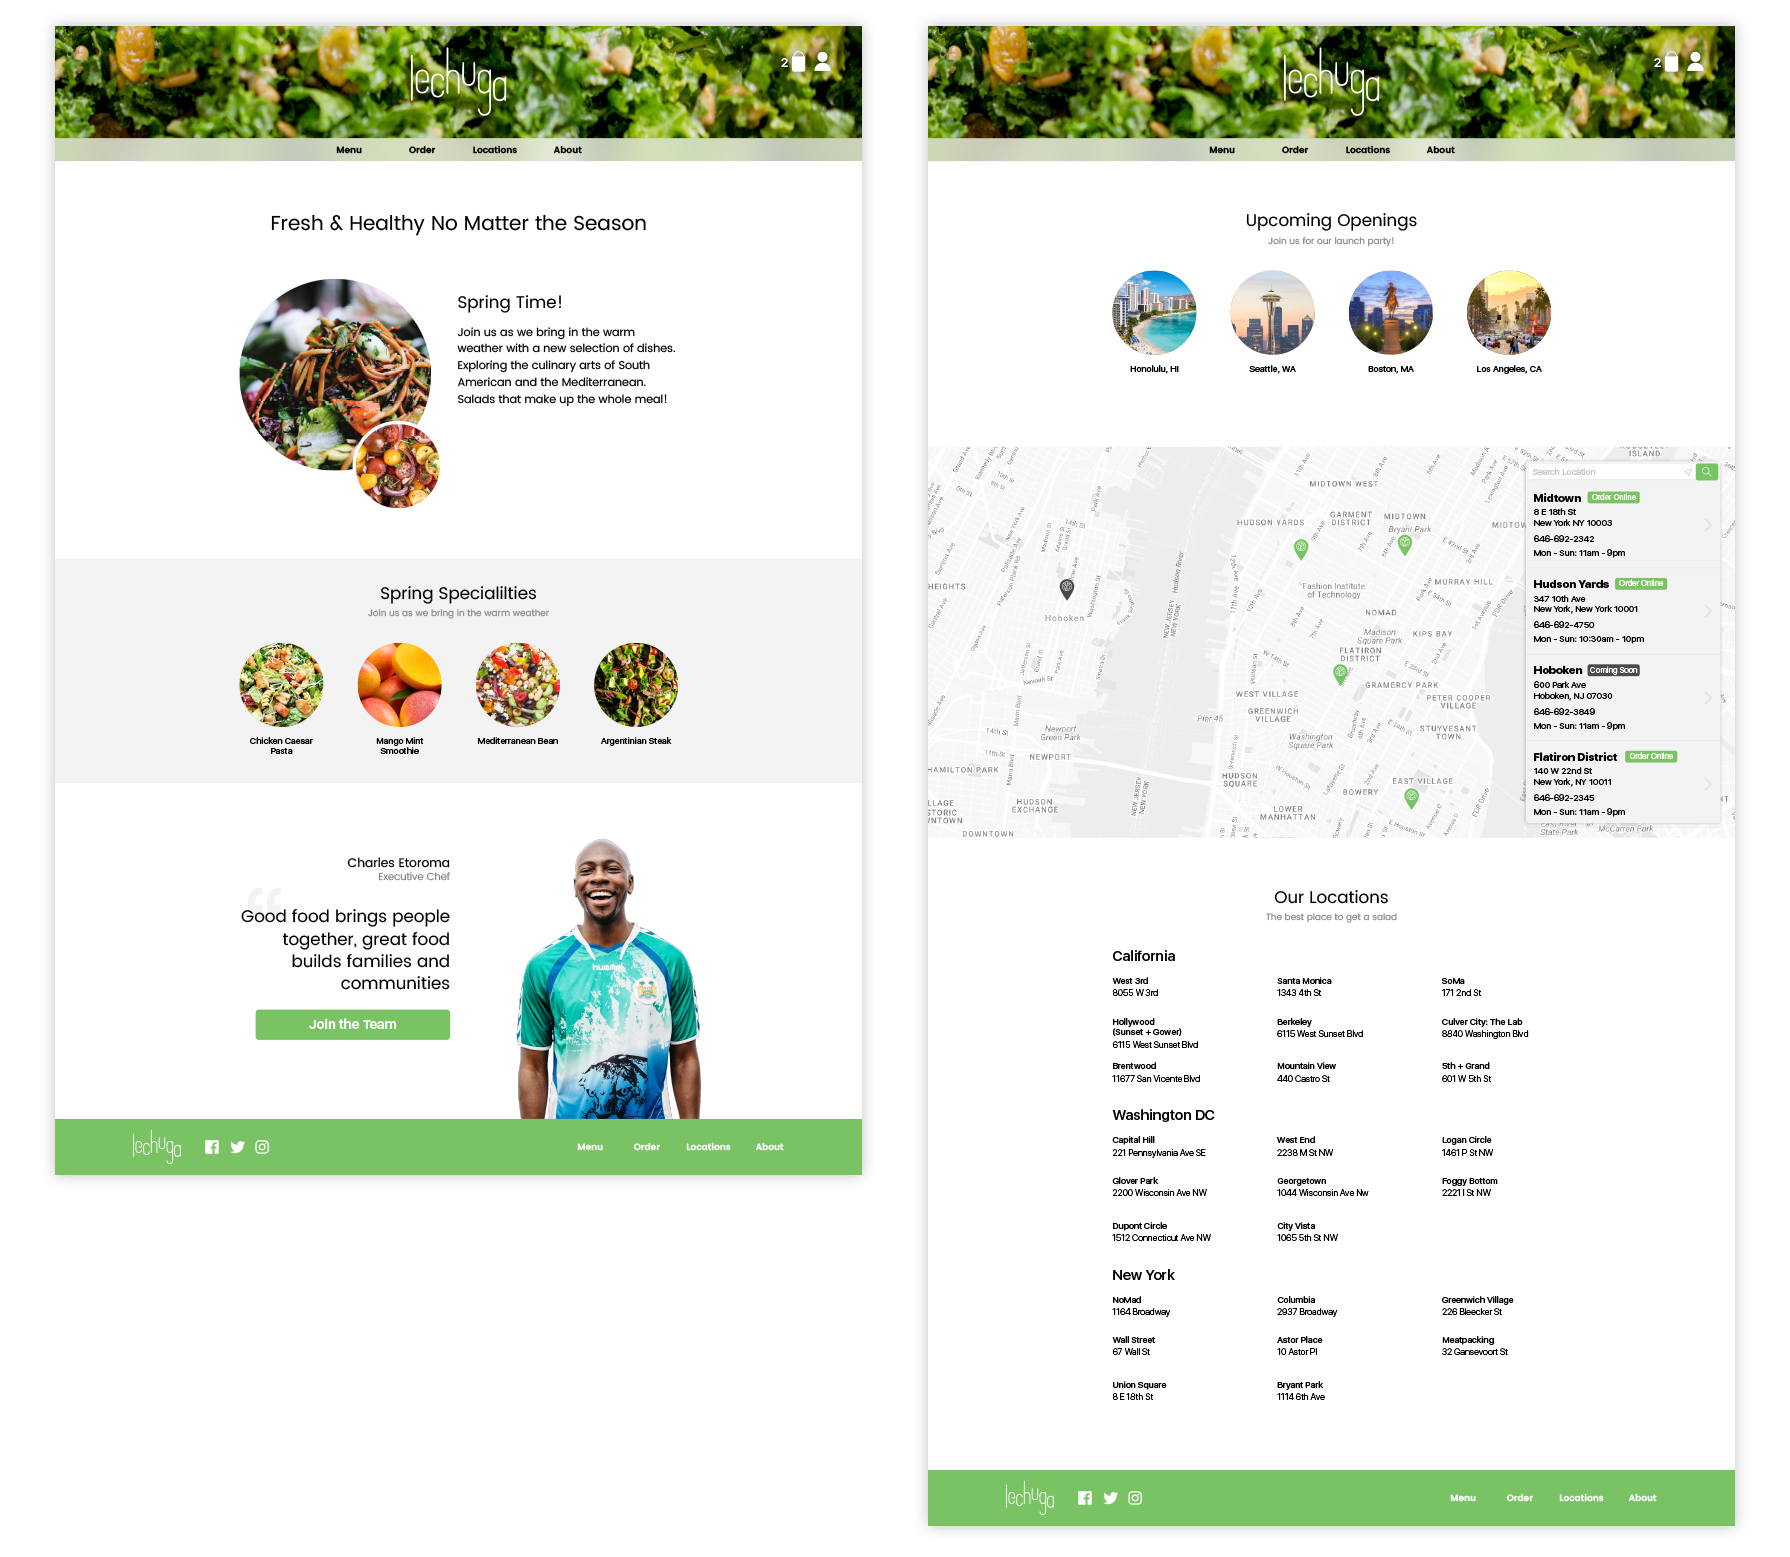 lechuga
2
Menu Order Locations About
Fresh & Healthy No Matter the Season
Spring Time!
Join us as we bring in the warm
weather with a new selection of dishes.
Exploring the culinary arts of South
American and the Mediterranean.
Salads that make up the whole meal!
Spring Specialilties
Join us as we bring in the warm weather
Chicken Caesar
Pasta
Mango Mint
Smoothie
Mediterranean Bean
Argentinian Steak
Charles Etoroma
Executive Chef
“
Good food brings people
together, great food
builds families and
communities
Join the Team
hummel
lechuga
Menu Order Locations About
lechuga
2
Menu Order Locations About
Upcoming Openings
Join us for our launch party!
Honolulu, HI
Seattle, WA
Boston, MA
Los Angeles, CA
Search Location
Midtown Order Online
8 E 18th St
New York NY 10003
646-692-2342
Mon - Sun: 11am - 9pm
Hudson Yards Order Online
347 10th Ave
New York, New York 10001
646-692-4750
Mon - Sun: 10:30am - 10pm
Hoboken Coming Soon
600 Park Ave
Hoboken, NJ 07030
646-692-3849
Mon - Sun: 11am - 9pm
Flatiron District Order Online
140 W 22nd St
New York, NY 10011
646-692-2345
Mon - Sun: 11am - 9pm
ISLAND
MIDTOWN WEST
HUDSON YARDS
GARMENT
DISTRICT
MIDTOWN
Bryant Park
HEIGHTS
Hoboken
Fashion Institute
of Technology
MURRAY HILL
NOMAD
Madison
Square Park
KIPS BAY
FLATIRON
DISTRICT
GRAMERCY PARK
WEST VILLAGE
PETER COOPER
VILLAGE
GREENWICH
VILLAGE
Pier 45
STUYVESANT
TOWN
Washington
Square Park
Newport
Green Park
NEWPORT
HAMILTON PARK
HUDSON
SQUARE
EAST VILLAGE
BOWERY
HUDSON
EXCHANGE
LOWER
MANHATTAN
DOWNTOWN
State Park
McCarren Park
Our Locations
The best place to get a salad
California
West 3rd
8055 W 3rd
Santa Monica
1343 4th St
SoMa
171 2nd St
Hollywood
(Sunset + Gower)
6115 West Sunset Blvd
Berkeley
6115 West Sunset Blvd
Culver City: The Lab
8840 Washington Blvd
Brentwood
11677 San Vicente Blvd
Mountain View
440 Castro St
5th + Grand
601 W 5th St
Washington DC
Capital Hill
221 Pennsylvania Ave SE
West End
2238 M St NW
Logan Circle
1461 P St NW
Glover Park
2200 Wisconsin Ave NW
Georgetown
1044 Wisconsin Ave Nw
Foggy Bottom
2221 I St NW
Dupont Circle
1512 Connecticut Ave NW
City Vista
1065 5th St NW
New York
NoMad
1164 Broadway
Columbia
2937 Broadway
Greenwich Village
226 Bleecker St
Wall Street
67 Wall St
Astor Place
10 Astor Pl
Meatpacking
32 Gansevoort St
Union Square
8 E 18th St
Bryant Park
1114 6th Ave
lechuga
Menu Order Locations About